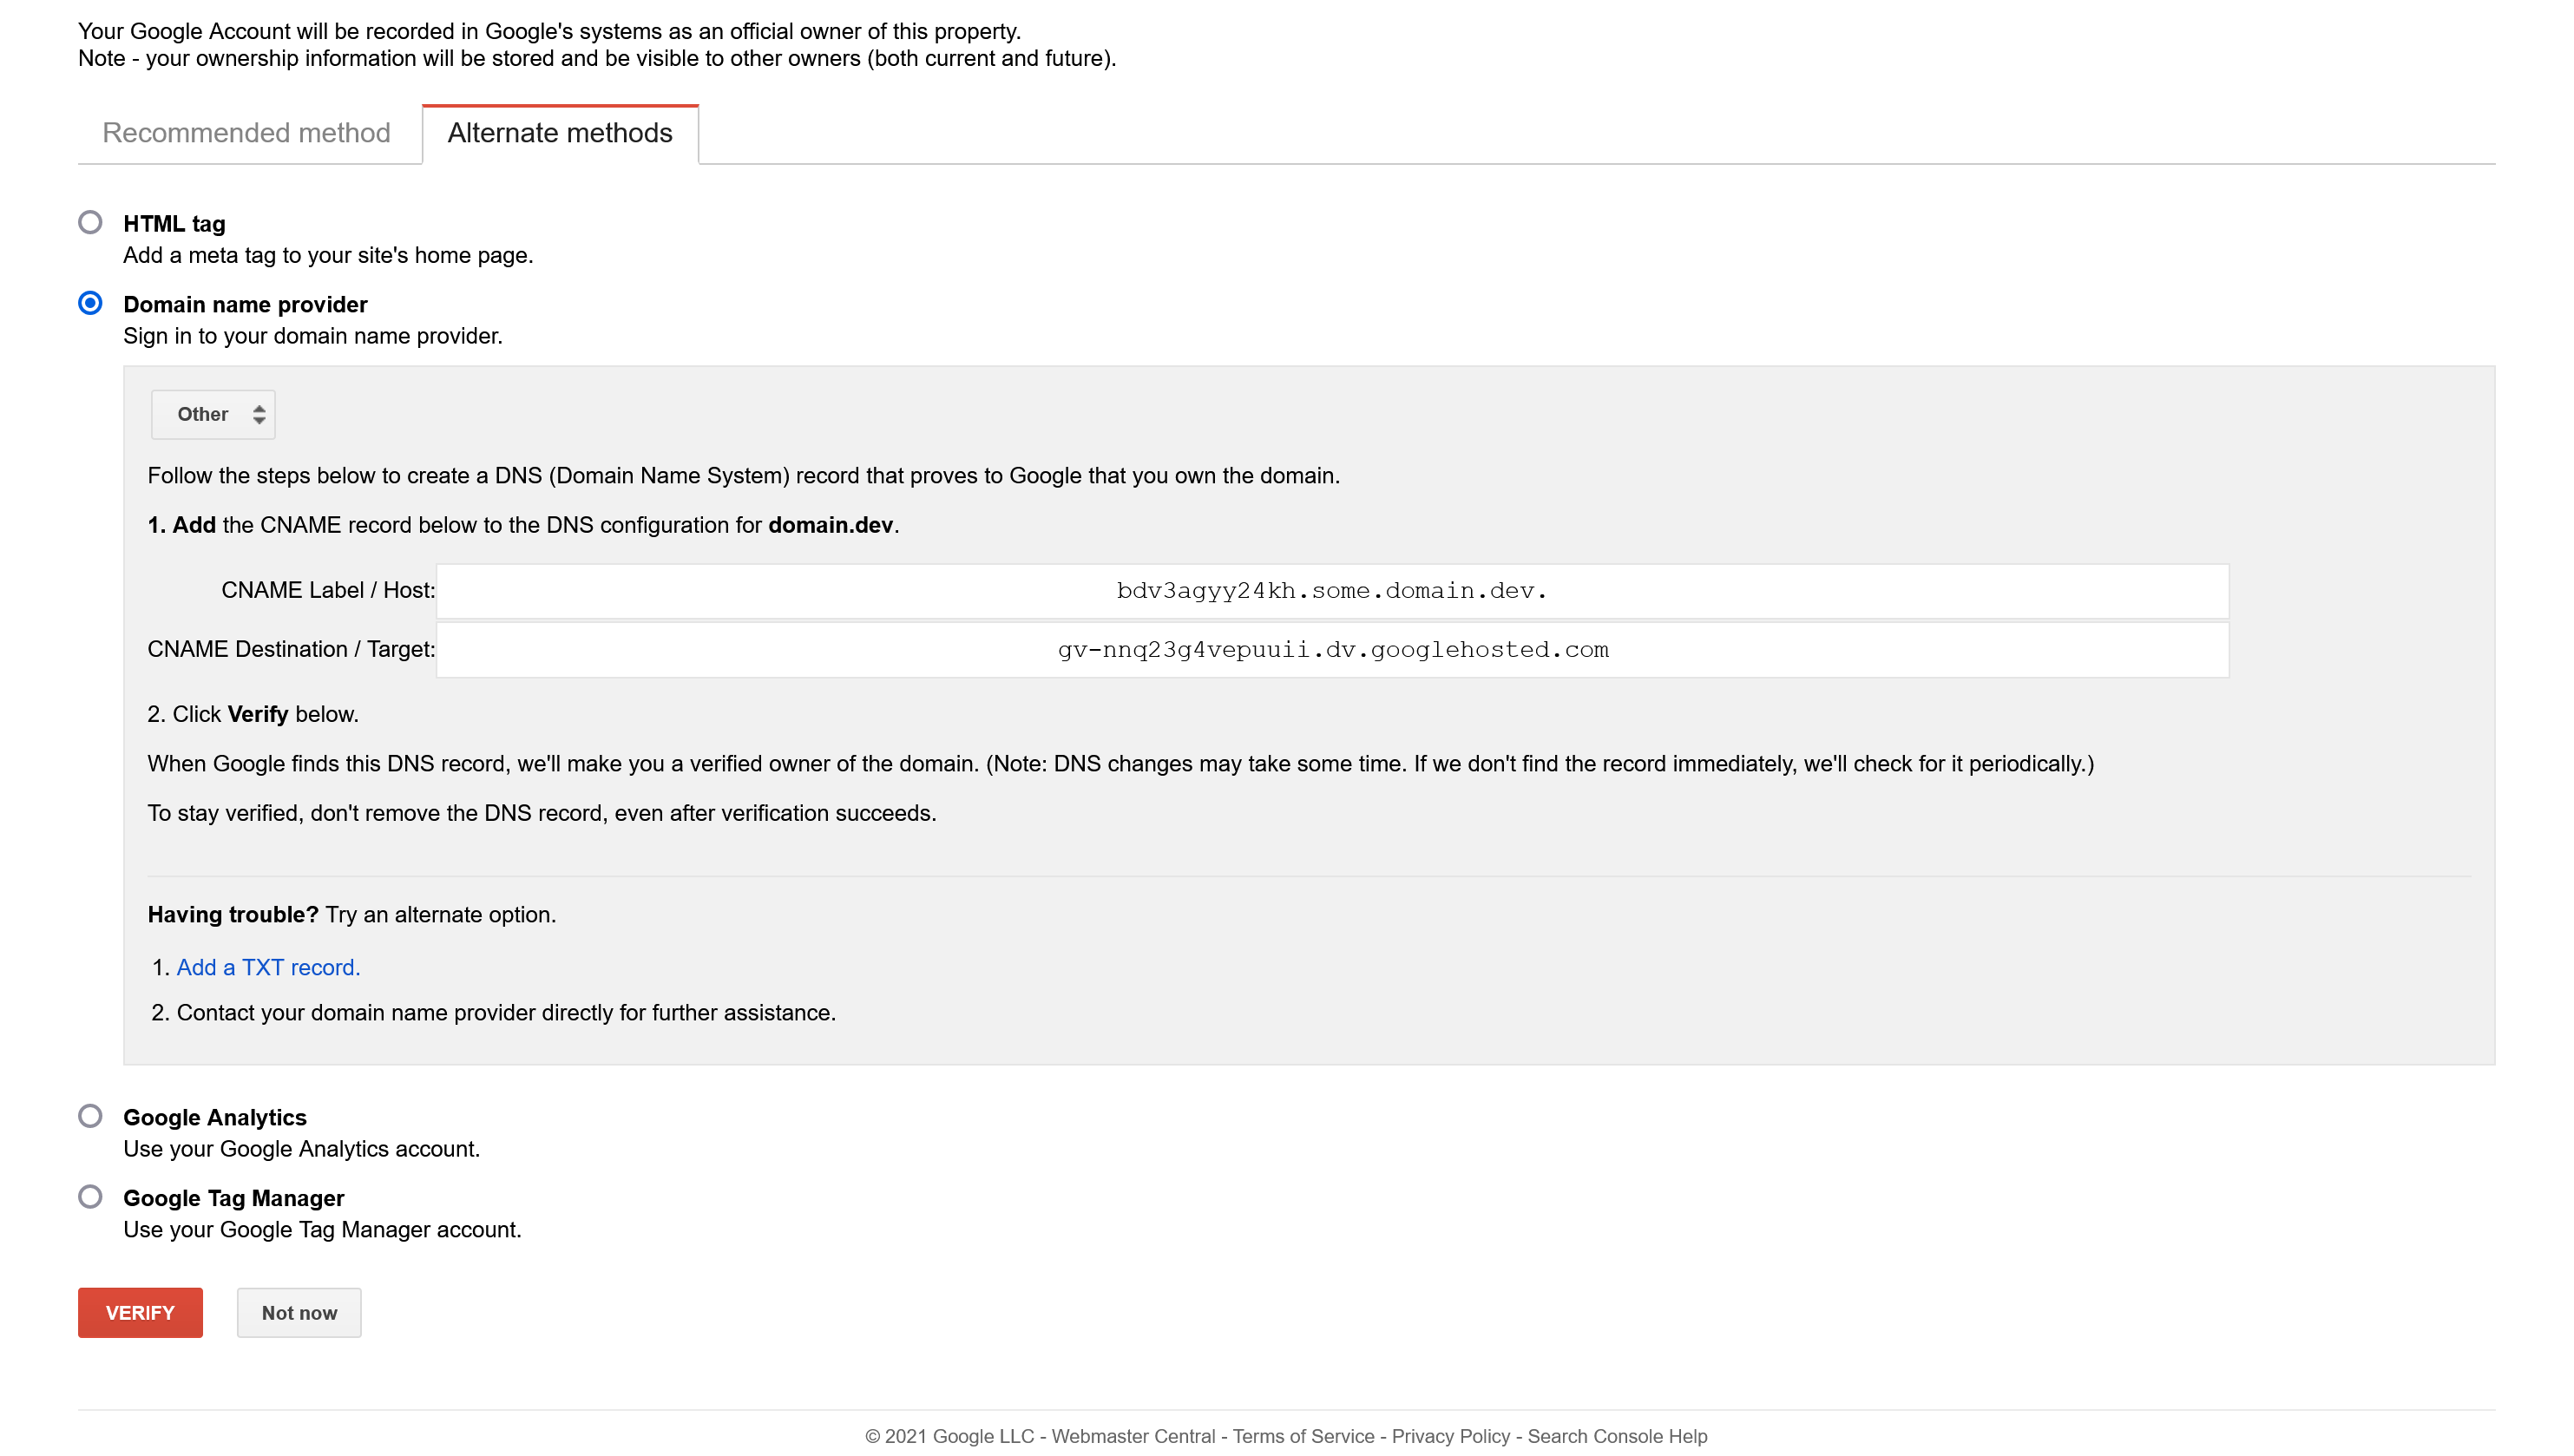 Your Google Account will be recorded in Google's systems as an official owner of this property.
Note - your ownership information will be stored and be visible to other owners (both current and future).
Recommended method
Alternate methods
HTML tag
Add a meta tag to your site's home page.
Domain name provider
Sign in to your domain name provider.
Other
Follow the steps below to create a DNS (Domain Name System) record that proves to Google that you own the domain.
1. Add the CNAME record below to the DNS configuration for domain.dev.
CNAME Label / Host: bdv3agyy24kh.some.domain.dev.
CNAME Destination / Target: gv-nnq23g4vepuuii.dv.googlehosted.com
2. Click Verify below.
When Google finds this DNS record, we'll make you a verified owner of the domain. (Note: DNS changes may take some time. If we don't find the record immediately, we'll check for it periodically.)
To stay verified, don't remove the DNS record, even after verification succeeds.
Having trouble? Try an alternate option.
1. Add a TXT record.
2. Contact your domain name provider directly for further assistance.
Google Analytics
Use your Google Analytics account.
Google Tag Manager
Use your Google Tag Manager account.
VERIFY
Not now
© 2021 Google LLC - Webmaster Central - Terms of Service - Privacy Policy - Search Console Help